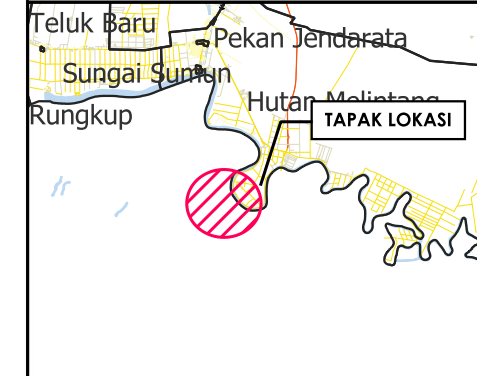 Teluk Baru
Pekan Jendarata
Sungai Sumun
Hutan Melintang
Rungkup
TAPAK LOKASI